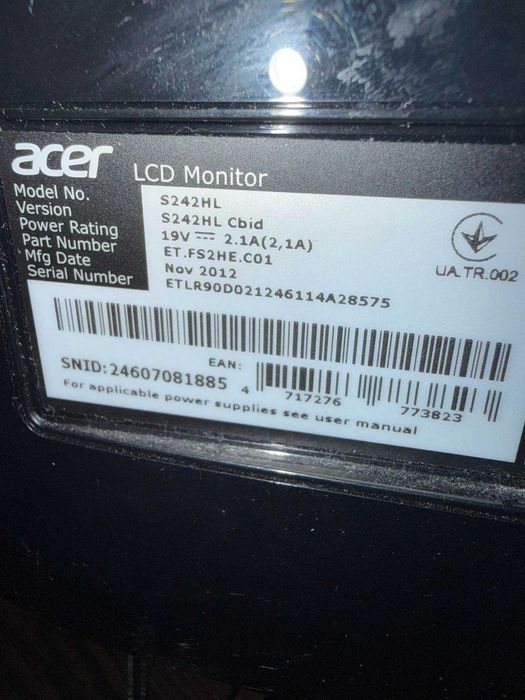 acer LCD Monitor
Model No. S242HL
Version S242HL Cbid
Power Rating 19V ⎓ 2.1A(2,1A)
Part Number ET.FS2HE.C01
Mfg Date Nov 2012
Serial Number ETLR90D021246114A28575
UA.TR.002
SNID:24607081885 EAN:
4 717276 773823
For applicable power supplies see user manual